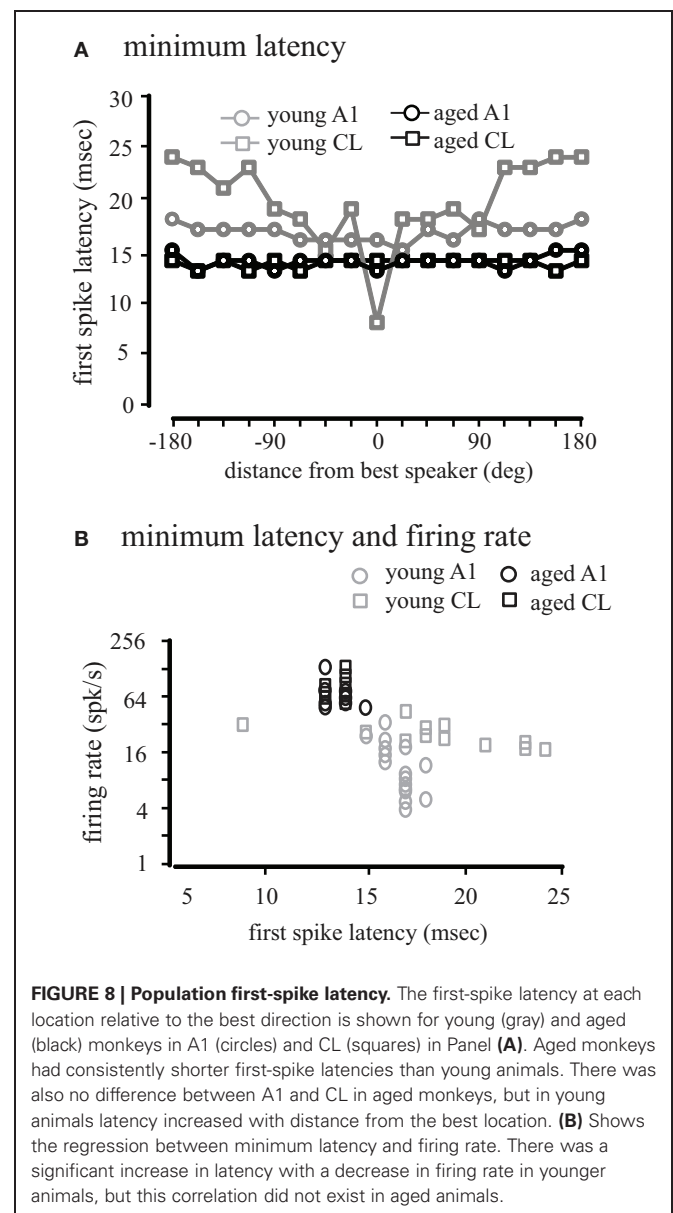 A minimum latency
30
25
20
15
10
5
0
first spike latency (msec)
young A1
aged A1
young CL
aged CL
-180 -90 0 90 180
distance from best speaker (deg)
B minimum latency and firing rate
young A1
aged A1
young CL
aged CL
256
64
16
4
1
firing rate (spk/s)
5 10 15 20 25
first spike latency (msec)
FIGURE 8 | Population first-spike latency. The first-spike latency at each
location relative to the best direction is shown for young (gray) and aged
(black) monkeys in A1 (circles) and CL (squares) in Panel (A). Aged monkeys
had consistently shorter first-spike latencies than young animals. There was
also no difference between A1 and CL in aged monkeys, but in young
animals latency increased with distance from the best location. (B) Shows
the regression between minimum latency and firing rate. There was a
significant increase in latency with a decrease in firing rate in younger
animals, but this correlation did not exist in aged animals.